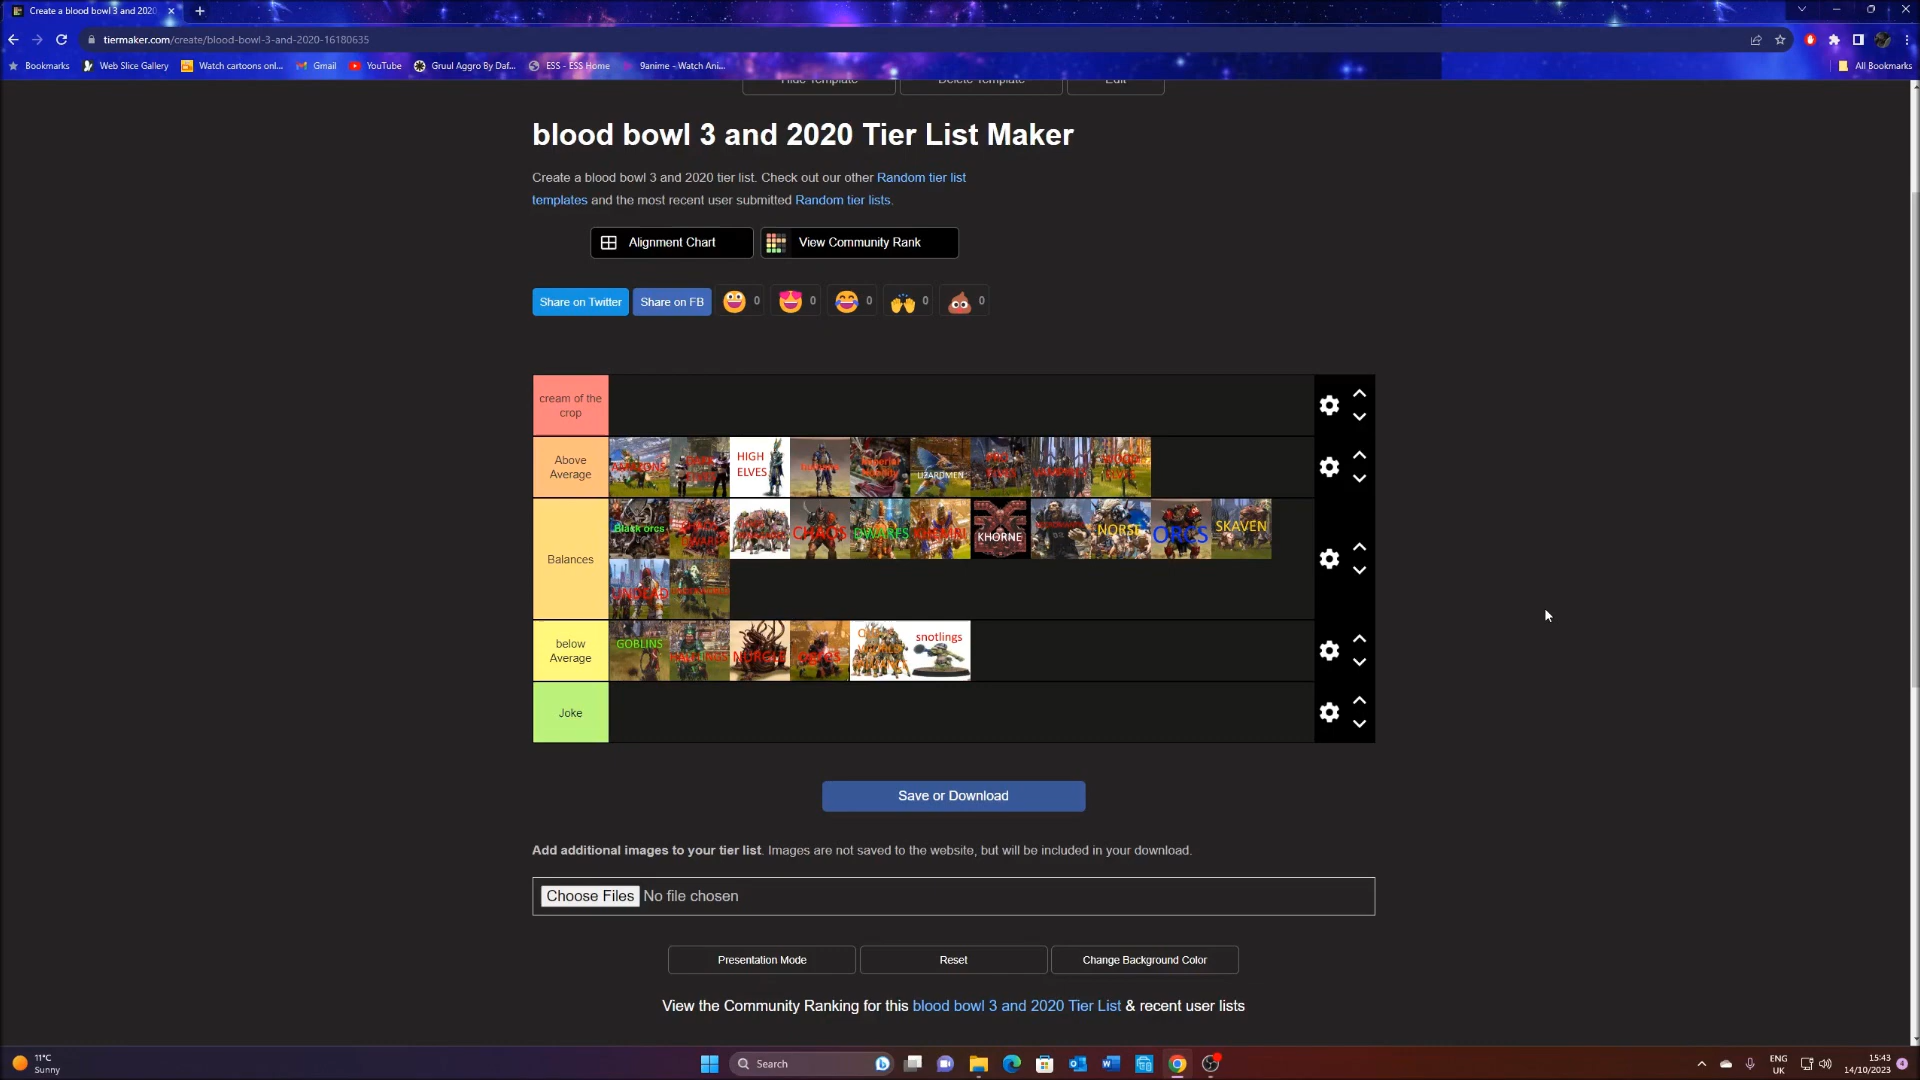 Create a blood bowl 3 and 2020
tiermaker.com/create/blood-bowl-3-and-2020-16180635
Bookmarks
Web Slice Gallery
Watch cartoons onl...
Gmail
YouTube
Gruul Aggro By Daf...
ESS - ESS Home
9anime - Watch Ani...
All Bookmarks
Hide Template
Delete Template
Edit
blood bowl 3 and 2020 Tier List Maker
Create a blood bowl 3 and 2020 tier list. Check out our other Random tier list
templates and the most recent user submitted Random tier lists.
Alignment Chart
View Community Rank
Share on Twitter
Share on FB
0
0
0
0
0
cream of the
crop
Above
Average
AMAZONS
HIGH
ELVES
LIZARDMEN
Balances
Black orcs
CHAOS
DWARFS
KHORNE
NORSE
ORCS
SKAVEN
UNDEAD
below
Average
GOBLINS
NURGLE
snotlings
Joke
Save or Download
Add additional images to your tier list. Images are not saved to the website, but will be included in your download.
Choose Files No file chosen
Presentation Mode
Reset
Change Background Color
View the Community Ranking for this blood bowl 3 and 2020 Tier List & recent user lists
11°C
Sunny
Search
ENG
UK
15:43
14/10/2023
4